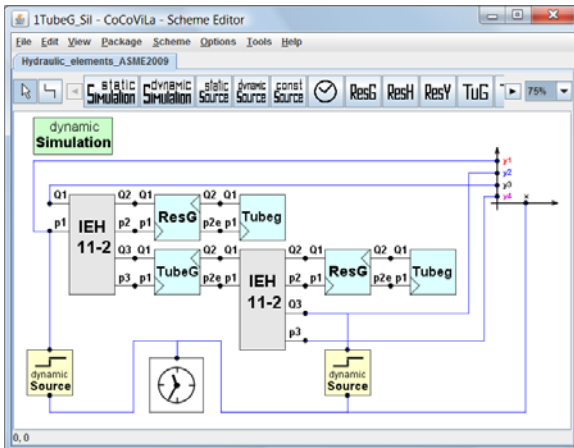 1TubeG_Sil - CoCoViLa - Scheme Editor
File Edit View Package Scheme Options Tools Help
Hydraulic_elements_ASME2009
static Simulation dynamic Simulation static Source dynamic Source const Source ResG ResH ResY TuG 75%
dynamic
Simulation
y1
y2
y3
y4
x
Q1 Q2 Q1 Q2 Q1
ResG Tubeg
p1 p2 p1 p2e p1
IEH
11-2
Q3 Q1 Q2 Q1 Q2 Q1 Q2 Q1
TubeG ResG Tubeg
p3 p1 p2e p1 p2 p1 p2e p1
IEH
11-2
Q3
p3
dynamic
Source
dynamic
Source
0, 0